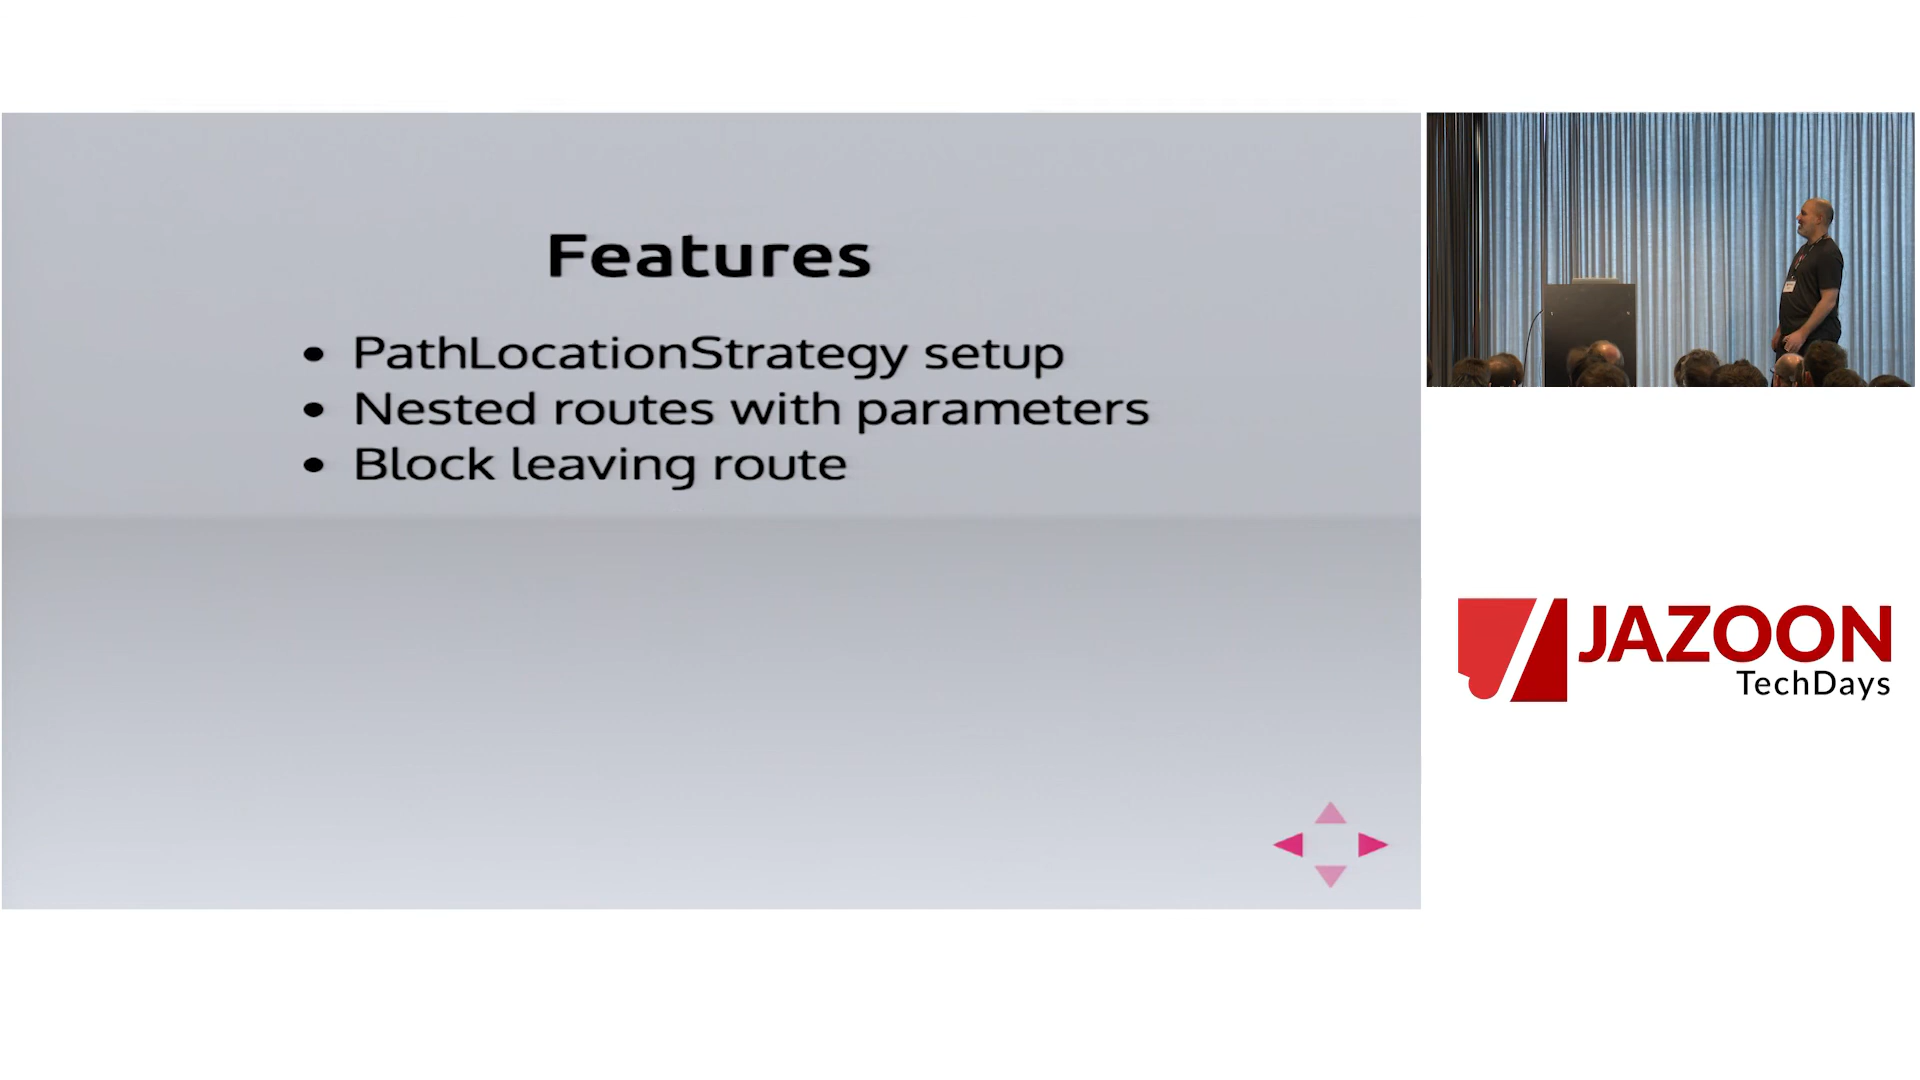 Features
• PathLocationStrategy setup
• Nested routes with parameters
• Block leaving route
JAZOON
TechDays